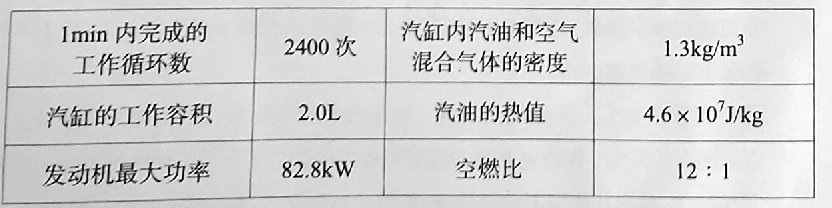 1min 内完成的
工作循环数
2400 次
汽缸内汽油和空气
混合气体的密度
1.3kg/m³
汽缸的工作容积
2.0L
汽油的热值
4.6 × 10⁷J/kg
发动机最大功率
82.8kW
空燃比
12：1